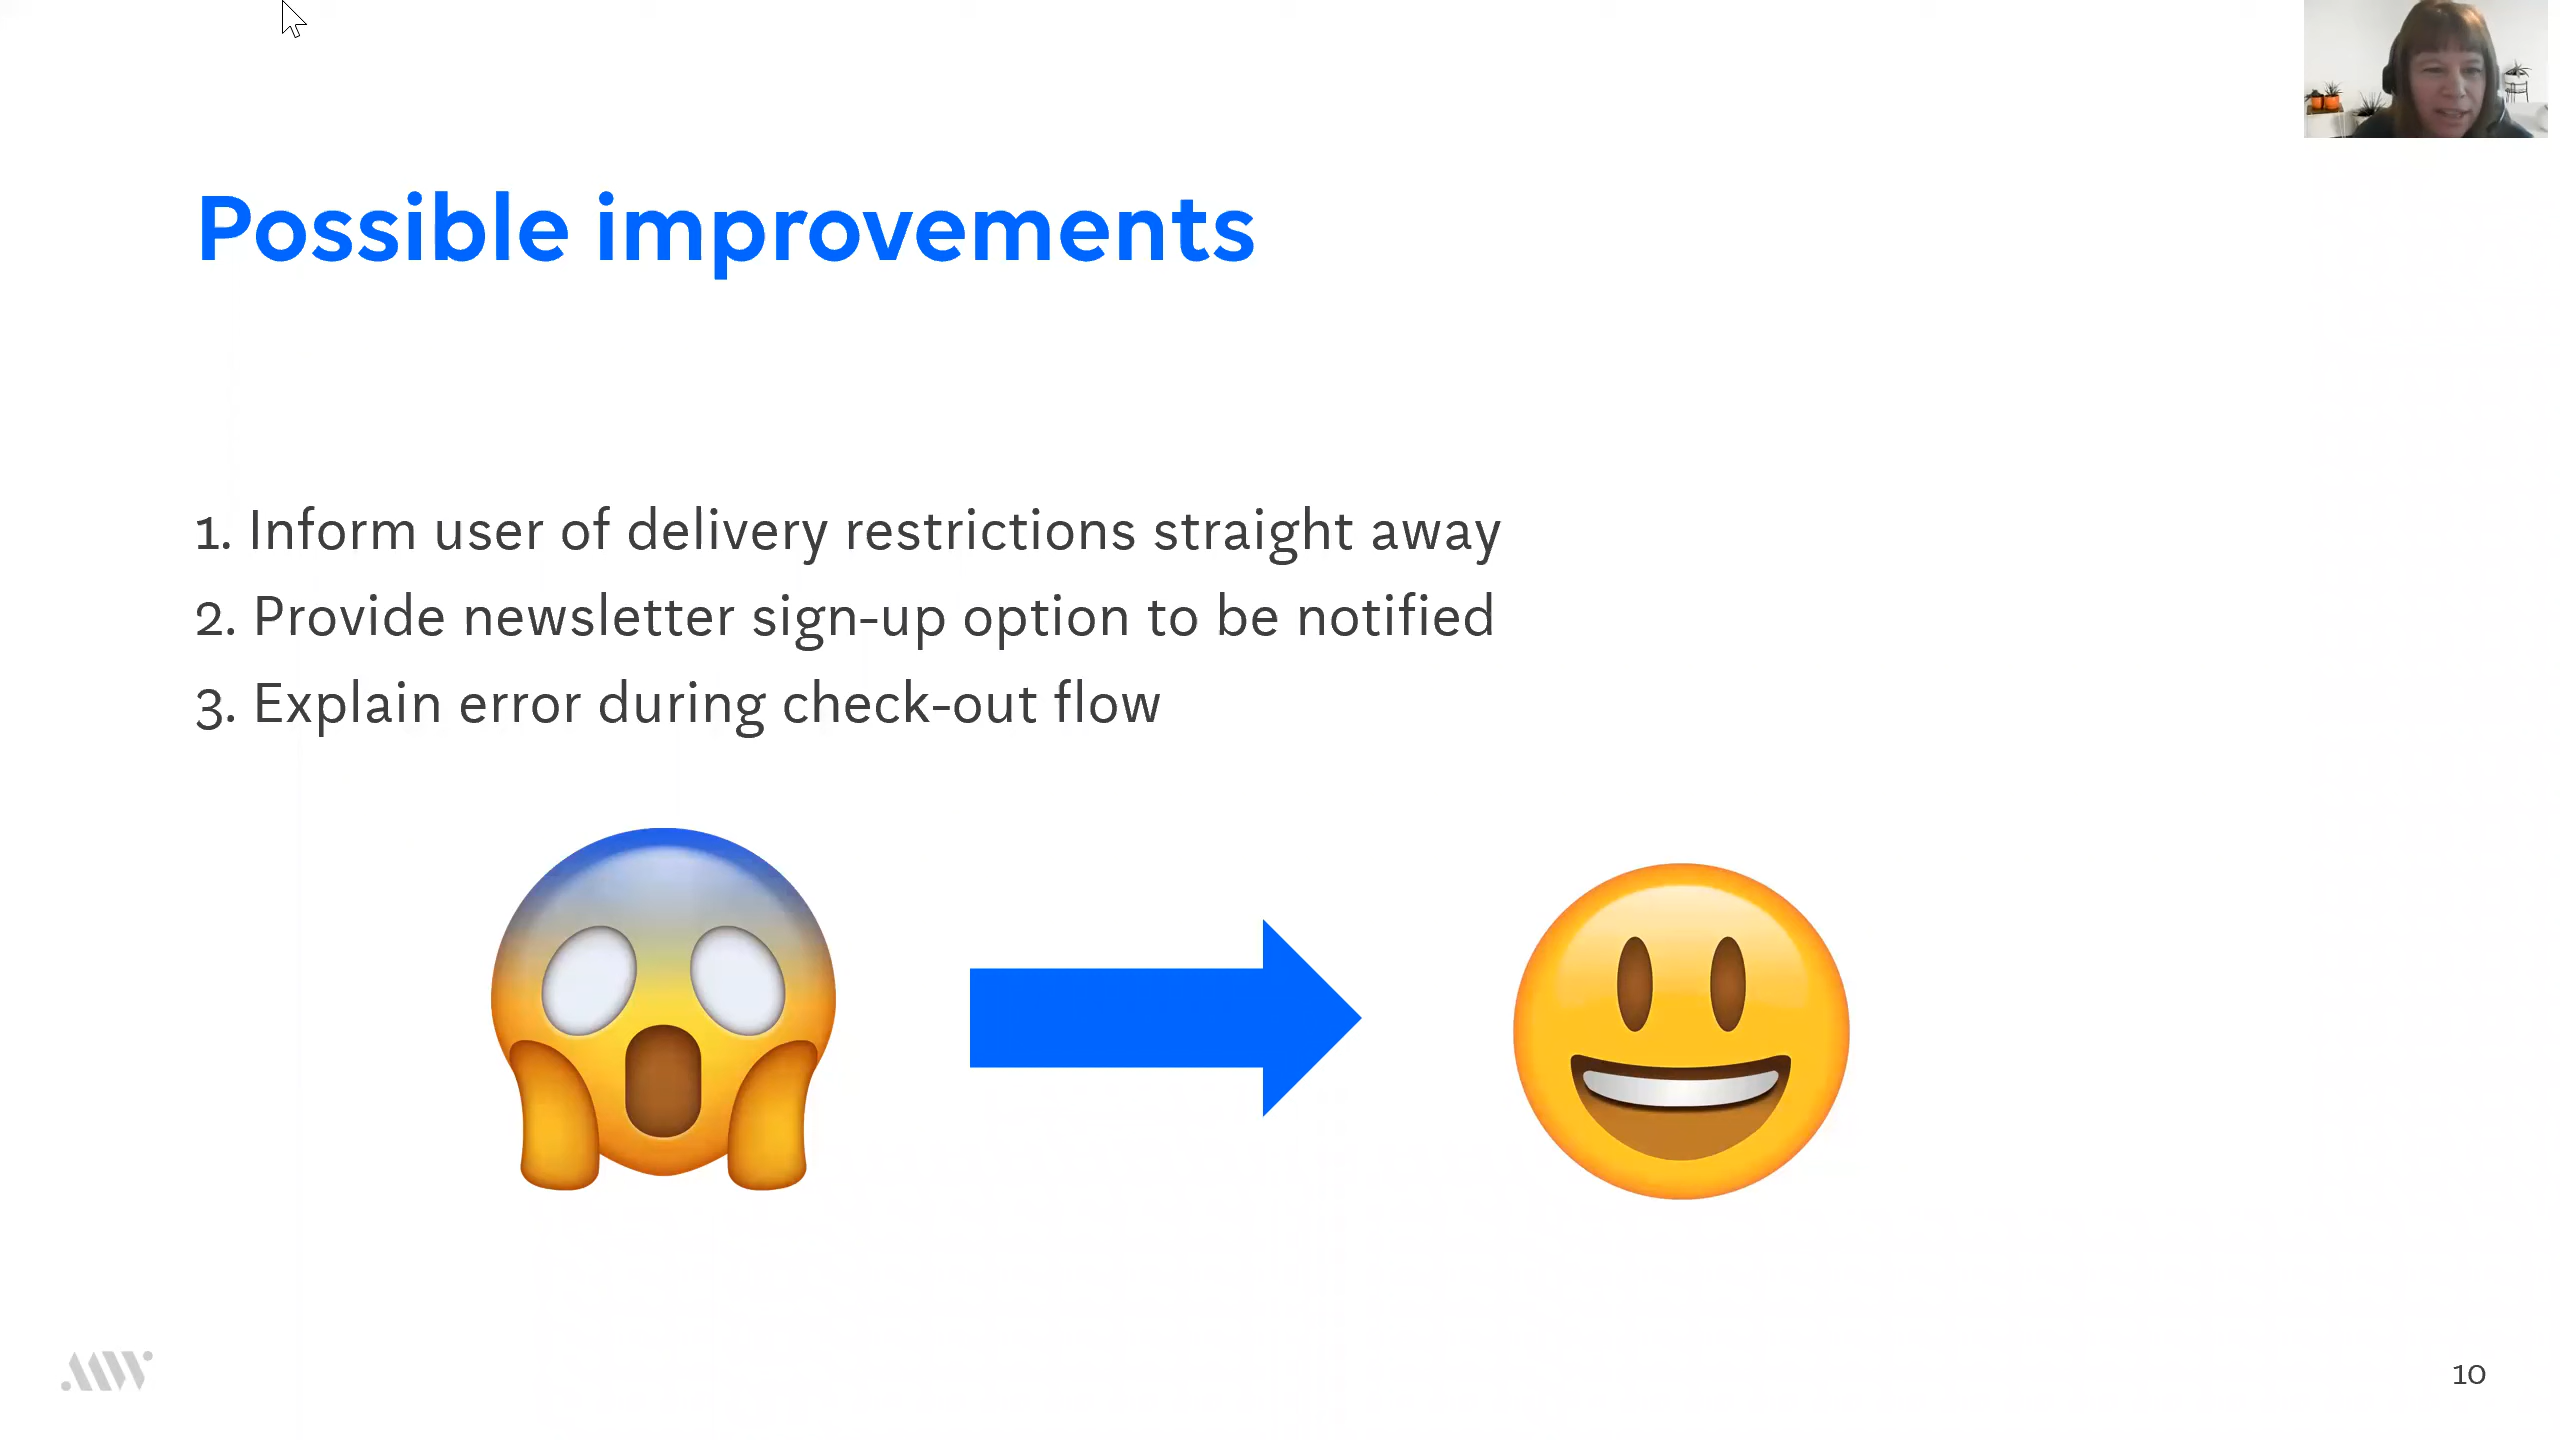 Possible improvements
1. Inform user of delivery restrictions straight away
2. Provide newsletter sign-up option to be notified
3. Explain error during check-out flow
10